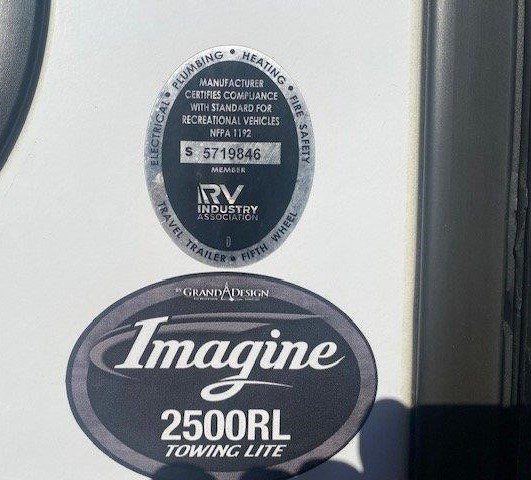 ELECTRICAL • PLUMBING • HEATING • FIRE SAFETY
MANUFACTURER
CERTIFIES COMPLIANCE
WITH STANDARD FOR
RECREATIONAL VEHICLES
NFPA 1192
S 5719846
MEMBER
RV
INDUSTRY
ASSOCIATION
TRAVEL TRAILER • FIFTH WHEEL
BY GRAND DESIGN
Imagine
2500RL
TOWING LITE